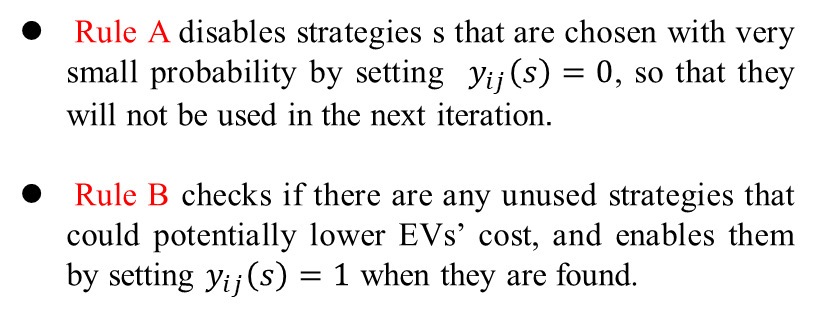 ● Rule A disables strategies s that are chosen with very
small probability by setting y_{ij}(s) = 0, so that they
will not be used in the next iteration.
● Rule B checks if there are any unused strategies that
could potentially lower EVs’ cost, and enables them
by setting y_{ij}(s) = 1 when they are found.